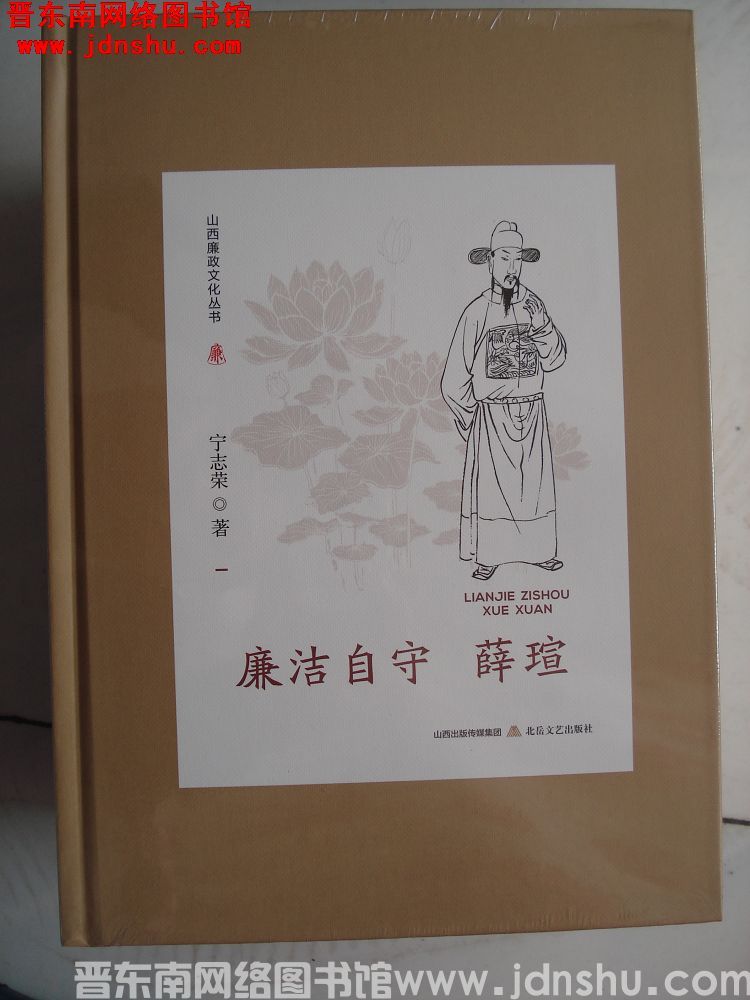 晋东南网络图书馆
www.jdnshu.com
山西廉政文化丛书
廉
宁志荣◎著
LIANJIE ZISHOU
XUE XUAN
廉洁自守 薛瑄
山西出版传媒集团 北岳文艺出版社
晋东南网络图书馆www.jdnshu.com